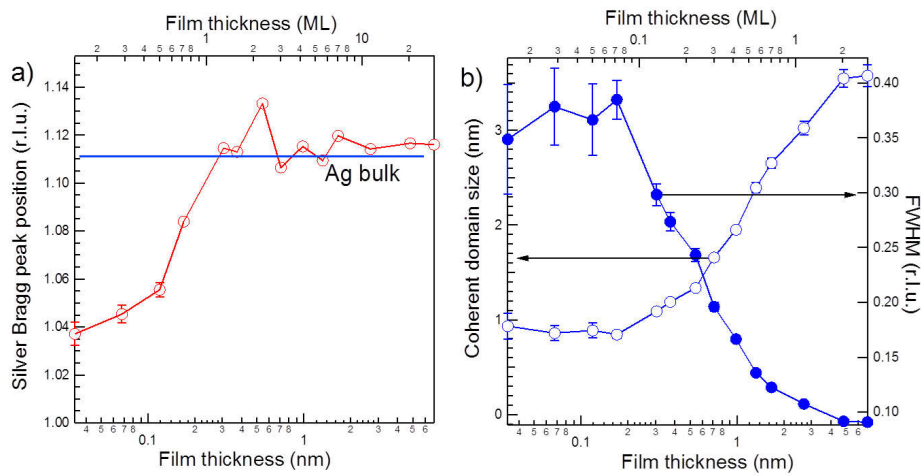 Film thickness (ML)
1 10
2 3 4 5 6 7 8 2 3 4 5 6 7 8 2
a)
Silver Bragg peak position (r.l.u.)
1.14
1.12
1.10
1.08
1.06
1.04
1.02
1.00
Ag bulk
4 5 6 7 8 2 3 4 5 6 7 8 2 3 4 5 6
0.1 1
Film thickness (nm)
Film thickness (ML)
0.1 1
2 3 4 5 6 7 8 2 3 4 5 6 7 8 2
b)
Coherent domain size (nm)
3
2
1
0
0.40
0.35
0.30
0.25
0.20
0.15
0.10
FWHM (r.l.u.)
4 5 6 7 8 2 3 4 5 6 7 8 2 3 4 5 6
0.1 1
Film thickness (nm)